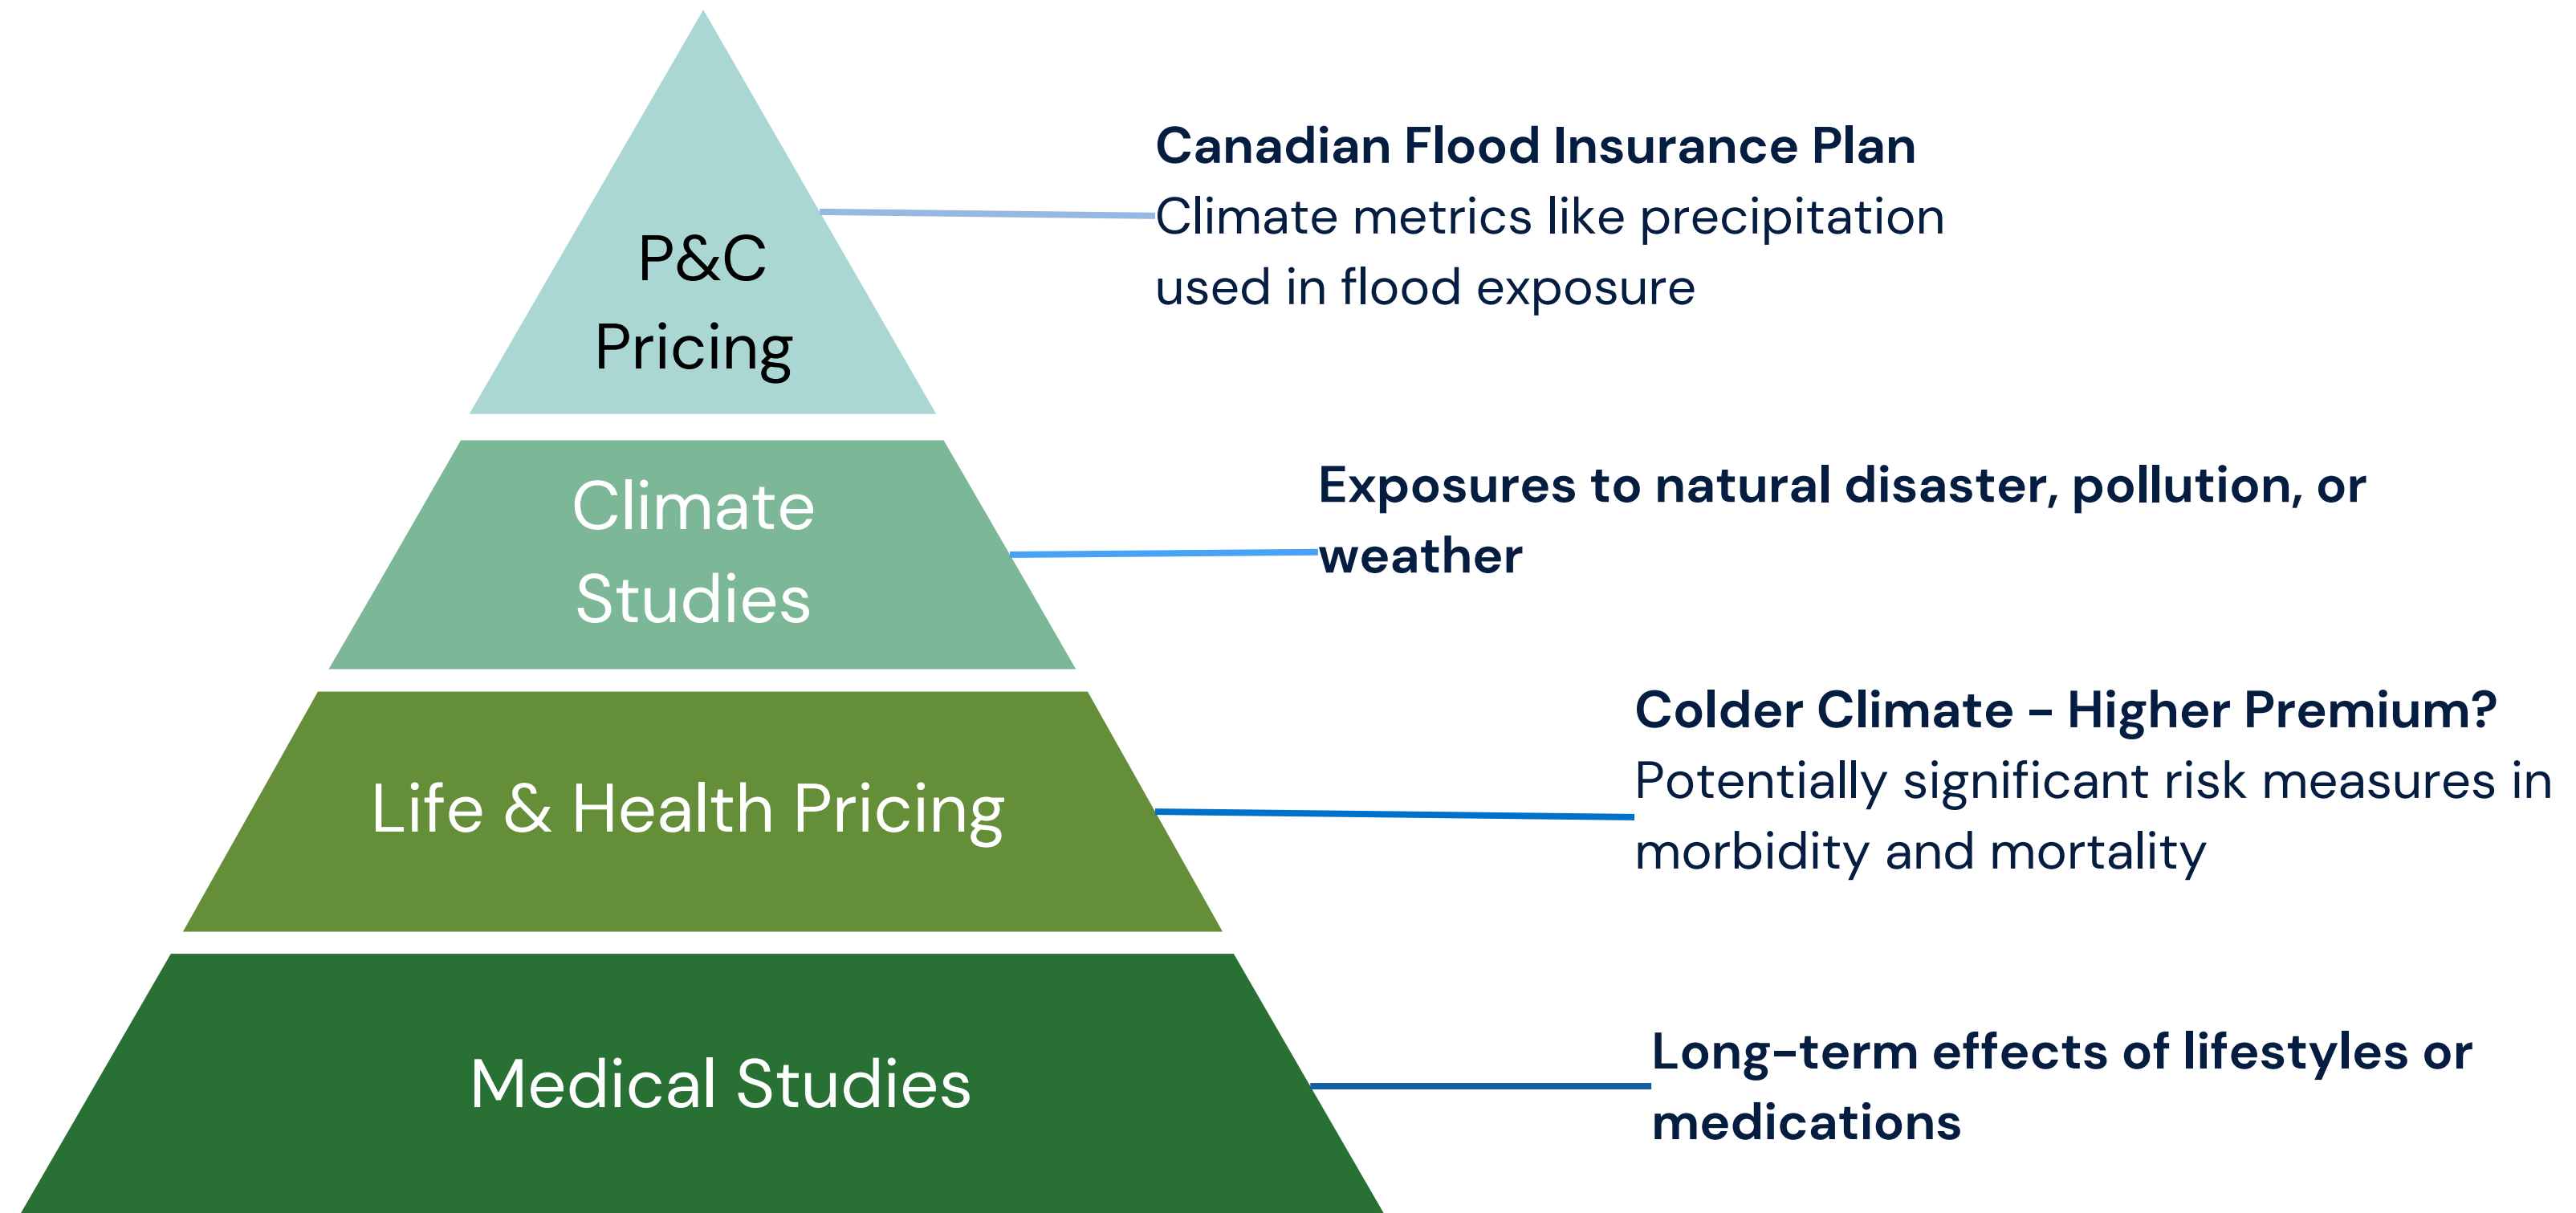 Canadian Flood Insurance Plan
Climate metrics like precipitation
used in flood exposure
P&C
Pricing
Exposures to natural disaster, pollution, or
weather
Climate
Studies
Colder Climate – Higher Premium?
Potentially significant risk measures in
morbidity and mortality
Life & Health Pricing
Long-term effects of lifestyles or
medications
Medical Studies